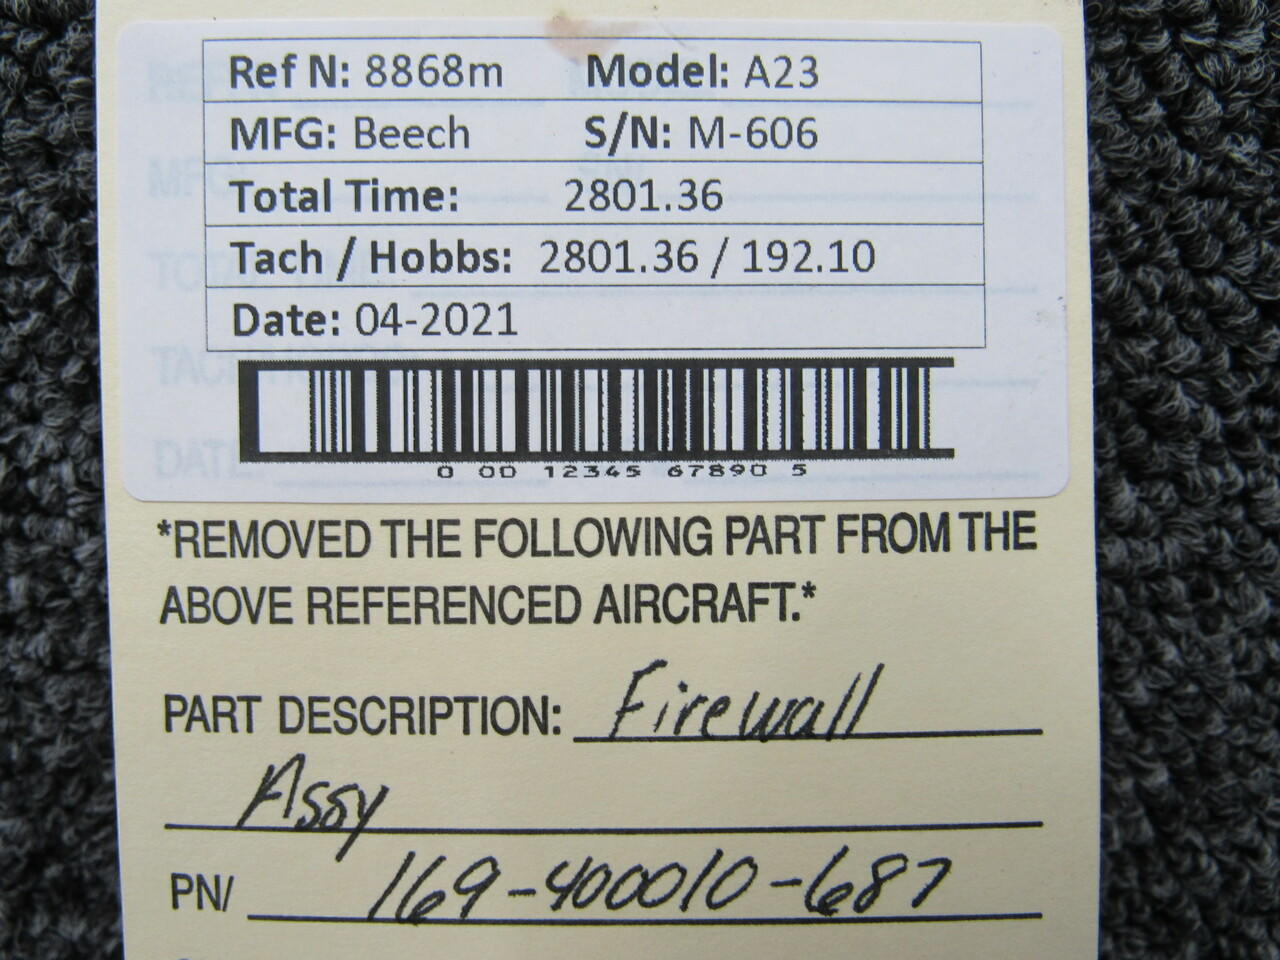 Ref N: 8868m Model: A23
MFG: Beech S/N: M-606
Total Time: 2801.36
Tach / Hobbs: 2801.36 / 192.10
Date: 04-2021
0 00 12345 67890 5
*REMOVED THE FOLLOWING PART FROM THE
ABOVE REFERENCED AIRCRAFT.*
PART DESCRIPTION: Firewall
Assy
PN/ 169-400010-687